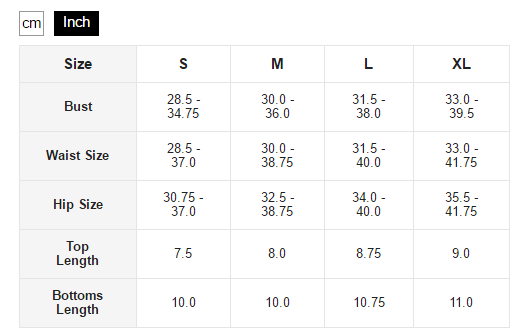 cm Inch
Size S M L XL
Bust 28.5 - 34.75 30.0 - 36.0 31.5 - 38.0 33.0 - 39.5
Waist Size 28.5 - 37.0 30.0 - 38.75 31.5 - 40.0 33.0 - 41.75
Hip Size 30.75 - 37.0 32.5 - 38.75 34.0 - 40.0 35.5 - 41.75
Top Length 7.5 8.0 8.75 9.0
Bottoms Length 10.0 10.0 10.75 11.0